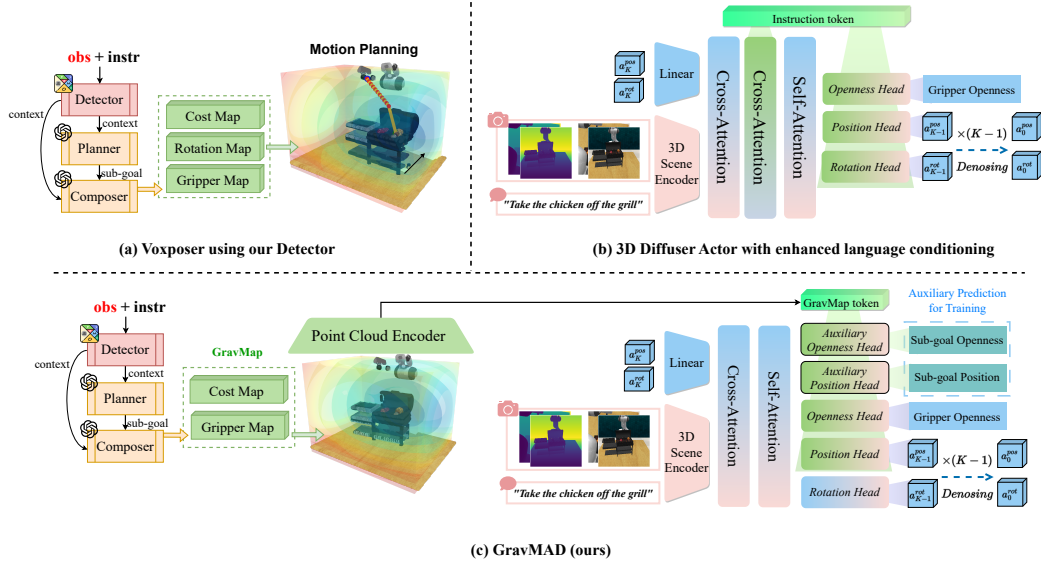 obs + instr
Detector
context
context
Planner
sub-goal
Composer
Cost Map
Rotation Map
Gripper Map
Motion Planning
(a) Voxposer using our Detector
Instruction token
a_K^{pos}
a_K^{rot}
Linear
3D
Scene
Encoder
"Take the chicken off the grill"
Cross-Attention
Cross-Attention
Self-Attention
Openness Head
Gripper Openness
Position Head
a_{K-1}^{pos}
×(K − 1)
a_0^{pos}
Rotation Head
a_{K-1}^{rot}
Denosing
a_0^{rot}
(b) 3D Diffuser Actor with enhanced language conditioning
obs + instr
Detector
context
context
Planner
sub-goal
Composer
GravMap
Cost Map
Gripper Map
Point Cloud Encoder
a_K^{pos}
a_K^{rot}
Linear
3D
Scene
Encoder
"Take the chicken off the grill"
Cross-Attention
Self-Attention
GravMap token
Auxiliary Prediction
for Training
Auxiliary
Openness Head
Sub-goal Openness
Auxiliary
Position Head
Sub-goal Position
Openness Head
Gripper Openness
Position Head
a_{K-1}^{pos}
×(K − 1)
a_0^{pos}
Rotation Head
a_{K-1}^{rot}
Denosing
a_0^{rot}
(c) GravMAD (ours)